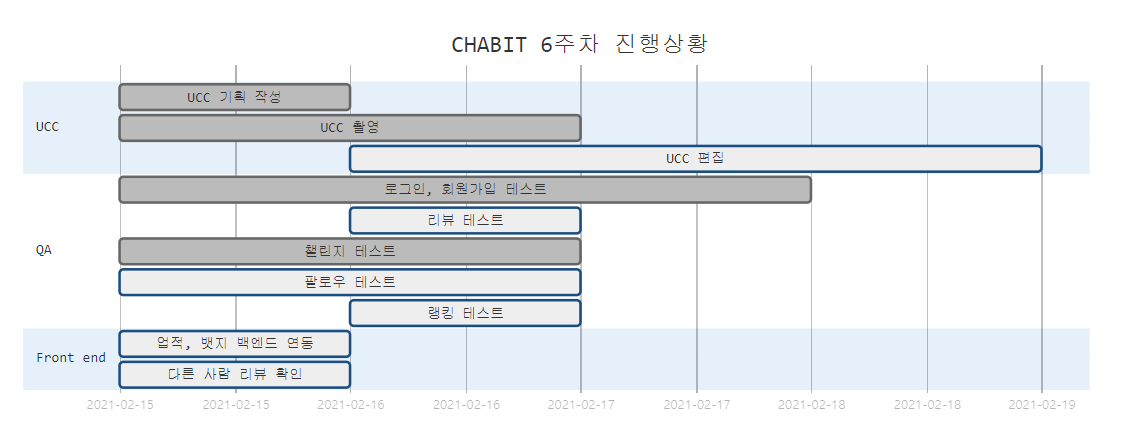 CHABIT 6주차 진행상황
UCC
UCC 기획 작성
UCC 촬영
UCC 편집
QA
로그인, 회원가입 테스트
리뷰 테스트
챌린지 테스트
팔로우 테스트
랭킹 테스트
Front end
업적, 뱃지 백엔드 연동
다른 사람 리뷰 확인
2021-02-15 2021-02-15 2021-02-16 2021-02-16 2021-02-17 2021-02-17 2021-02-18 2021-02-18 2021-02-19